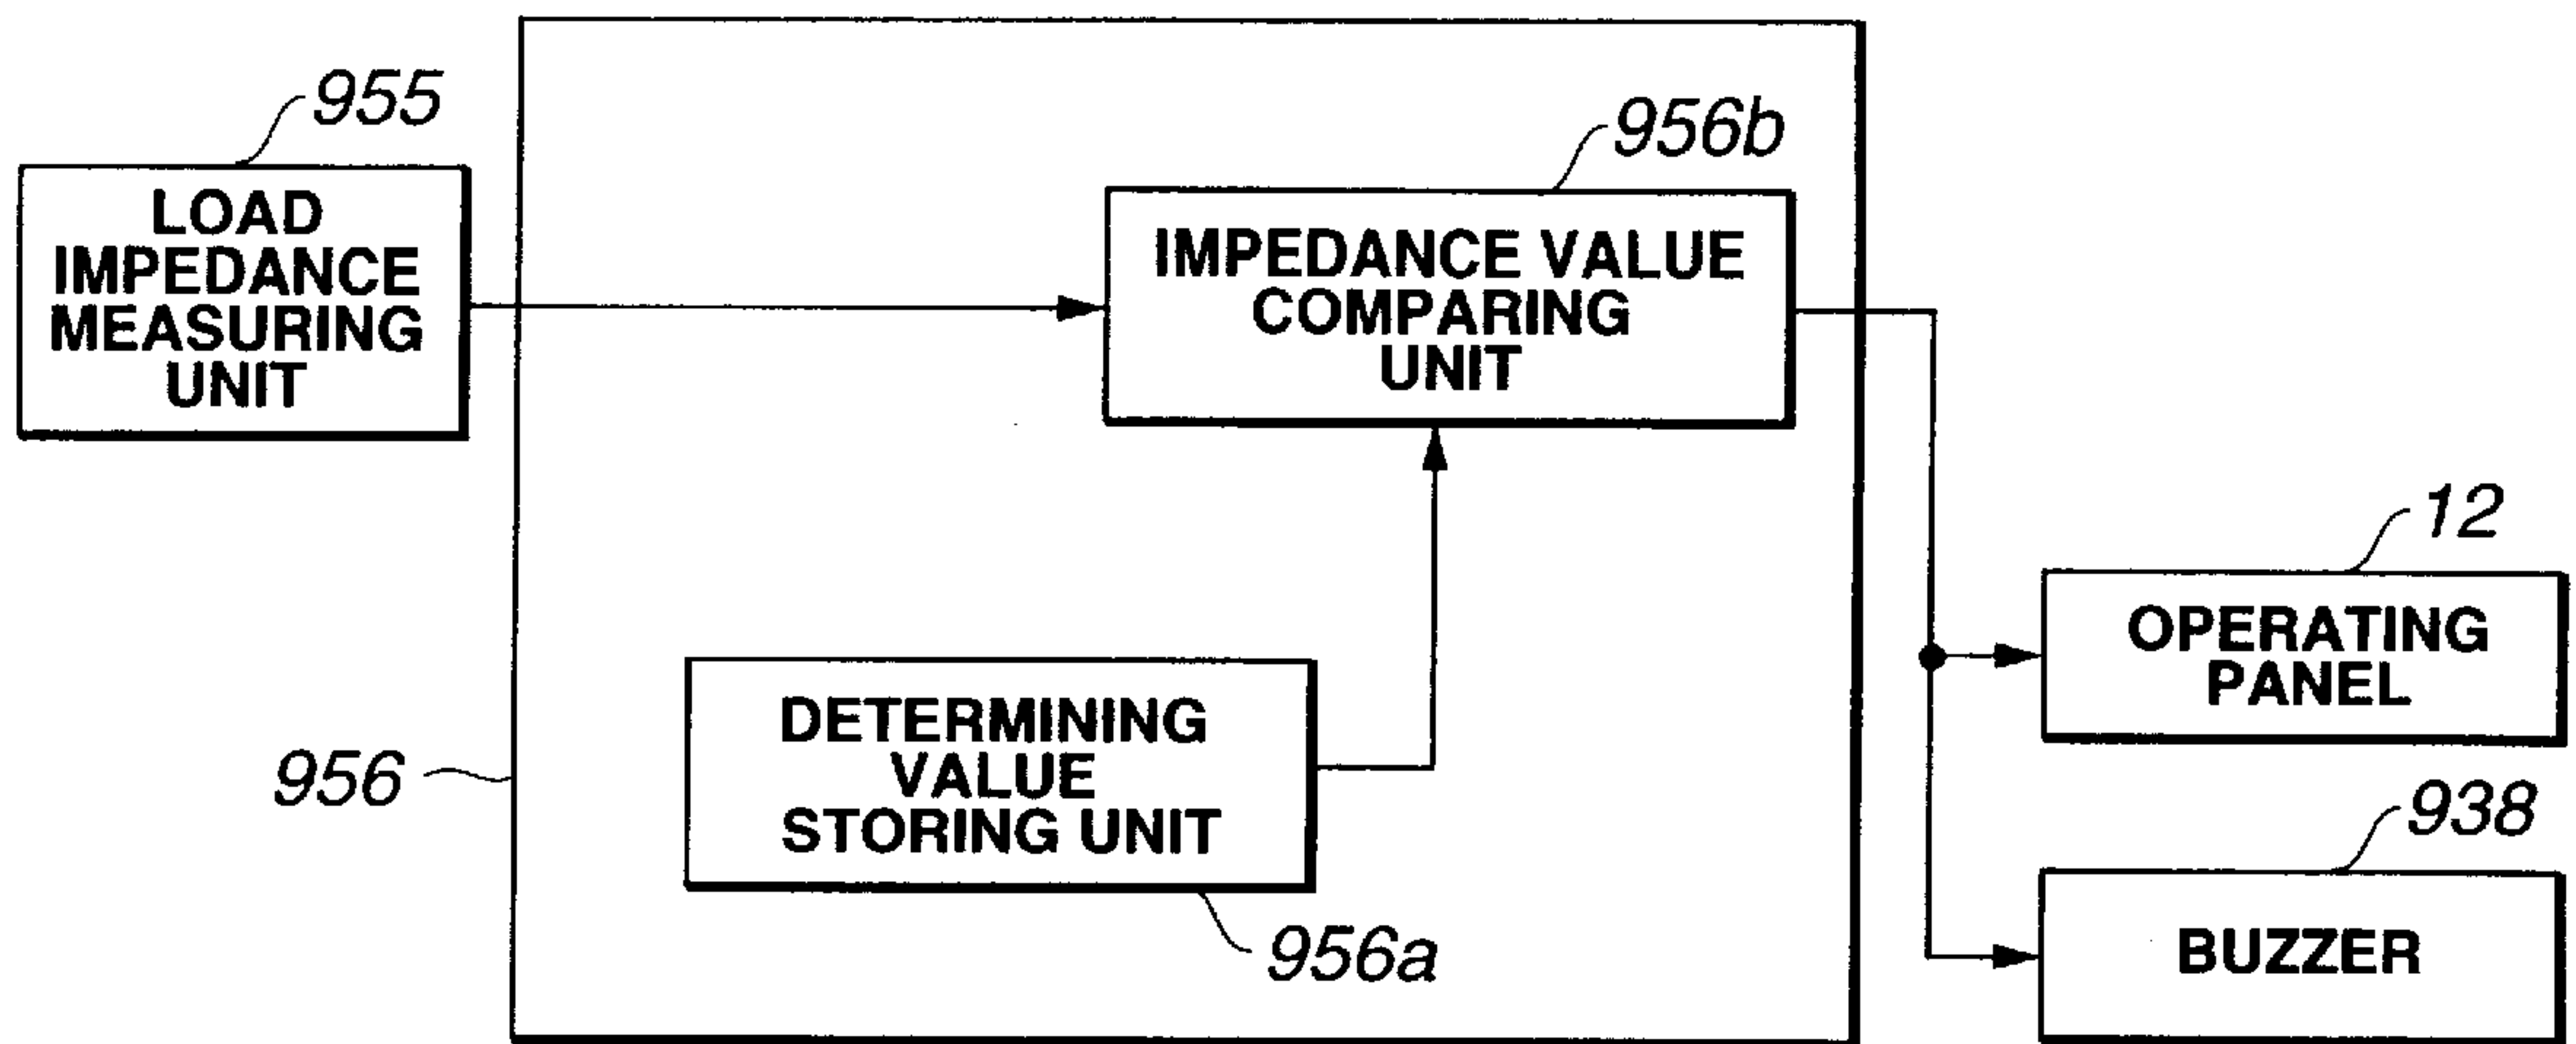 955
LOAD
IMPEDANCE
MEASURING
UNIT
956b
IMPEDANCE VALUE
COMPARING
UNIT
12
OPERATING
PANEL
956
DETERMINING
VALUE
STORING UNIT
956a
938
BUZZER